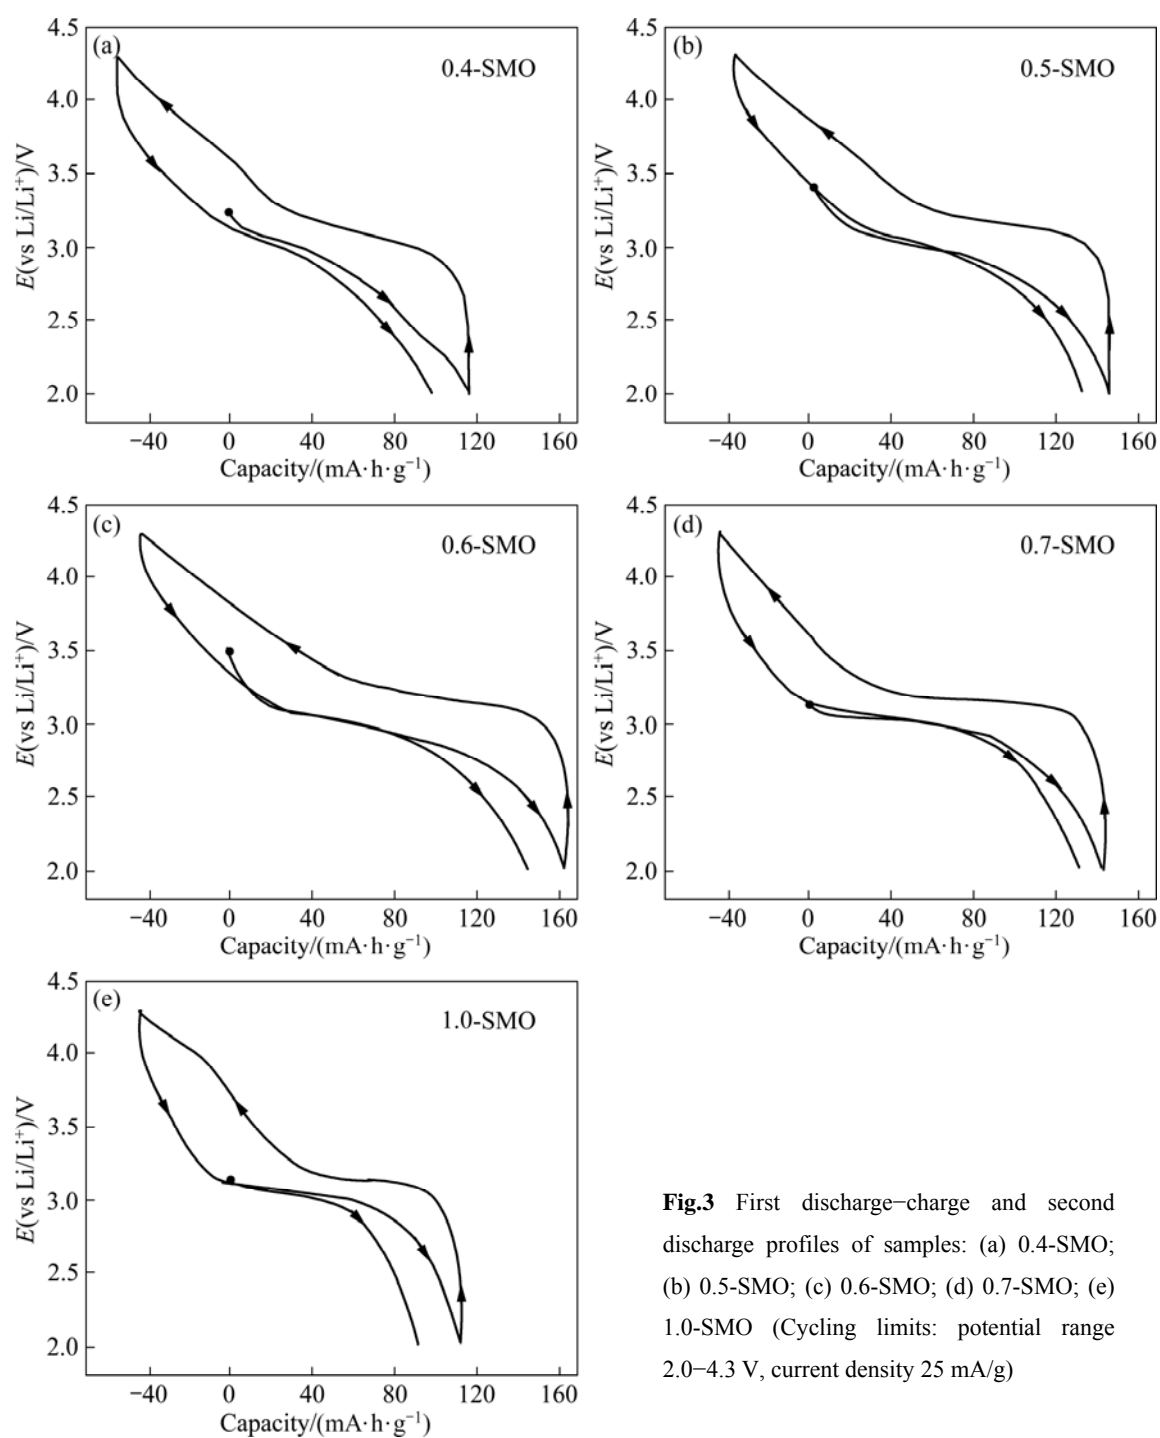 (a)
0.4-SMO
4.5
4.0
3.5
3.0
2.5
2.0
E(vs Li/Li⁺)/V
−40 0 40 80 120 160
Capacity/(mA·h·g⁻¹)
(b)
0.5-SMO
4.5
4.0
3.5
3.0
2.5
2.0
E(vs Li/Li⁺)/V
−40 0 40 80 120 160
Capacity/(mA·h·g⁻¹)
(c)
0.6-SMO
4.5
4.0
3.5
3.0
2.5
2.0
E(vs Li/Li⁺)/V
−40 0 40 80 120 160
Capacity/(mA·h·g⁻¹)
(d)
0.7-SMO
4.5
4.0
3.5
3.0
2.5
2.0
E(vs Li/Li⁺)/V
−40 0 40 80 120 160
Capacity/(mA·h·g⁻¹)
(e)
1.0-SMO
4.5
4.0
3.5
3.0
2.5
2.0
E(vs Li/Li⁺)/V
−40 0 40 80 120 160
Capacity/(mA·h·g⁻¹)
Fig.3 First discharge−charge and second
discharge profiles of samples: (a) 0.4-SMO;
(b) 0.5-SMO; (c) 0.6-SMO; (d) 0.7-SMO; (e)
1.0-SMO (Cycling limits: potential range
2.0−4.3 V, current density 25 mA/g)